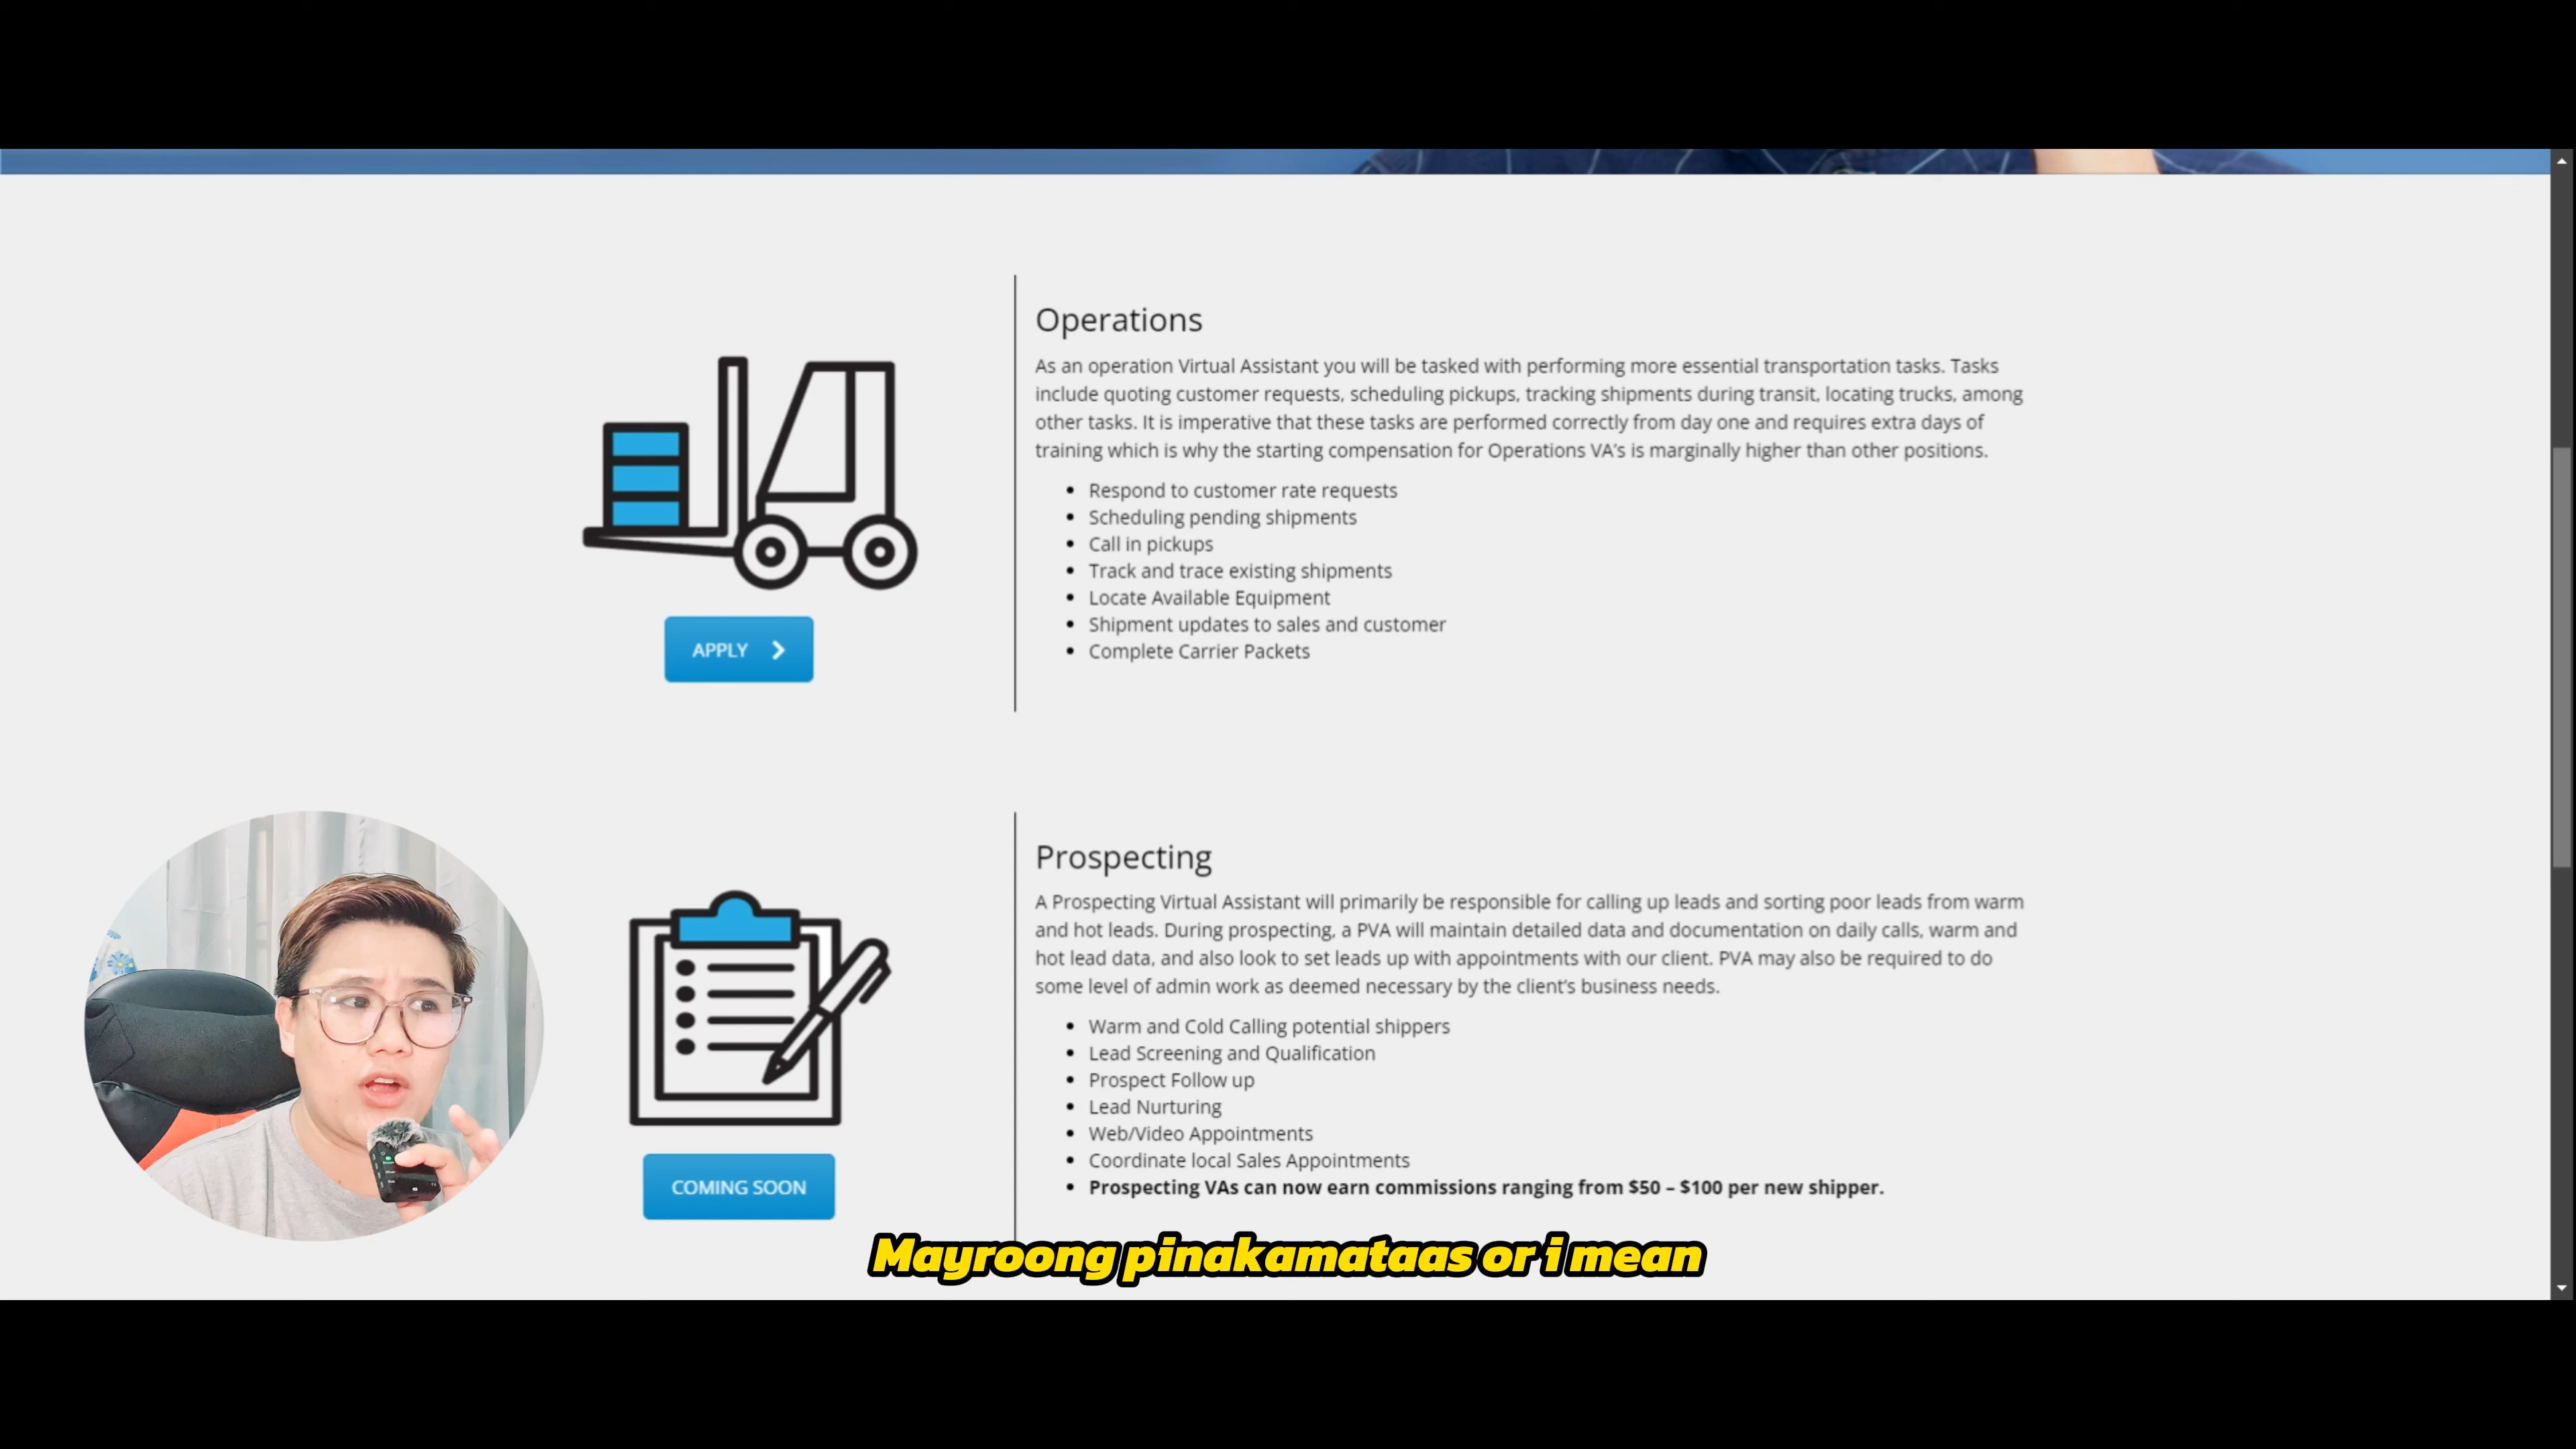 Operations
As an operation Virtual Assistant you will be tasked with performing more essential transportation tasks. Tasks
include quoting customer requests, scheduling pickups, tracking shipments during transit, locating trucks, among
other tasks. It is imperative that these tasks are performed correctly from day one and requires extra days of
training which is why the starting compensation for Operations VA's is marginally higher than other positions.
• Respond to customer rate requests
• Scheduling pending shipments
• Call in pickups
• Track and trace existing shipments
• Locate Available Equipment
• Shipment updates to sales and customer
• Complete Carrier Packets
APPLY
Prospecting
A Prospecting Virtual Assistant will primarily be responsible for calling up leads and sorting poor leads from warm
and hot leads. During prospecting, a PVA will maintain detailed data and documentation on daily calls, warm and
hot lead data, and also look to set leads up with appointments with our client. PVA may also be required to do
some level of admin work as deemed necessary by the client's business needs.
• Warm and Cold Calling potential shippers
• Lead Screening and Qualification
• Prospect Follow up
• Lead Nurturing
• Web/Video Appointments
• Coordinate local Sales Appointments
• Prospecting VAs can now earn commissions ranging from $50 – $100 per new shipper.
COMING SOON
Mayroong pinakamataas or i mean